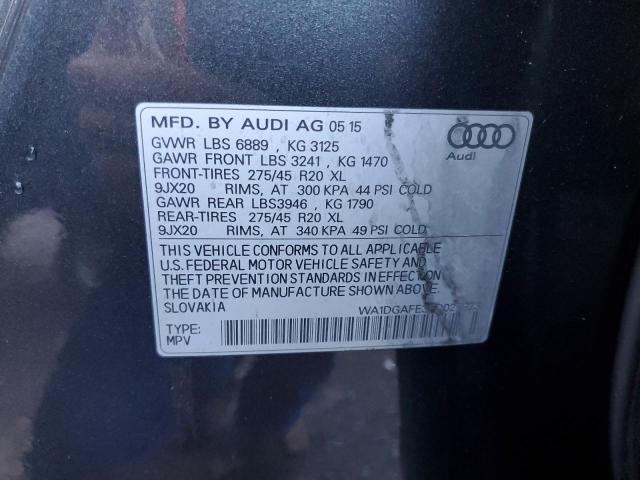 MFD. BY AUDI AG 05 15
GVWR LBS 6889 , KG 3125
GAWR FRONT LBS 3241 , KG 1470
FRONT-TIRES 275/45 R20 XL
9JX20 RIMS, AT 300 KPA 44 PSI COLD
GAWR REAR LBS3946 , KG 1790
REAR-TIRES 275/45 R20 XL
9JX20 RIMS, AT 340 KPA 49 PSI COLD
THIS VEHICLE CONFORMS TO ALL APPLICABLE
U.S. FEDERAL MOTOR VEHICLE SAFETY AND
THEFT PREVENTION STANDARDS IN EFFECT ON
THE DATE OF MANUFACTURE SHOWN ABOVE.
SLOVAKIA
TYPE:
MPV
Audi